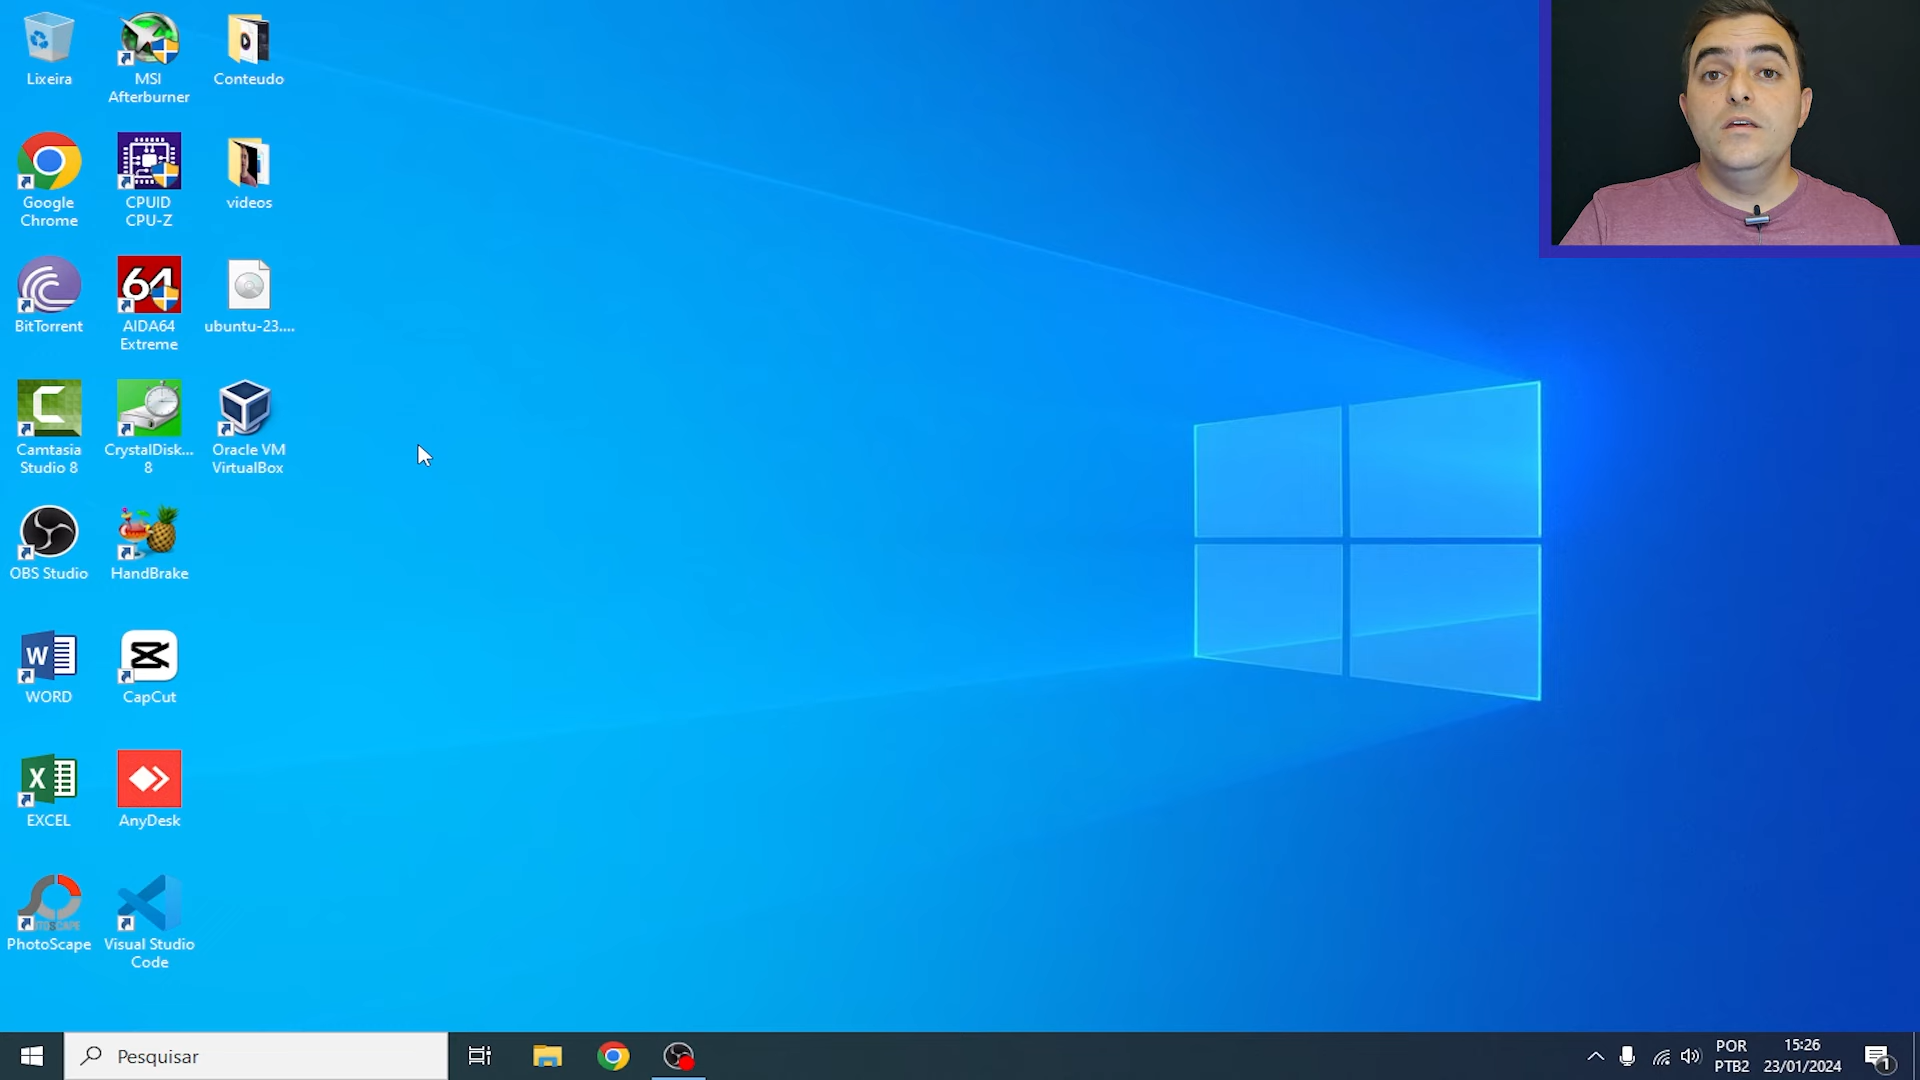 Lixeira
MSI
Afterburner
Conteudo
Google
Chrome
CPUID
CPU-Z
videos
BitTorrent
64
AIDA64
Extreme
ubuntu-23....
Camtasia
Studio 8
CrystalDisk...
8
Oracle VM
VirtualBox
OBS Studio
HandBrake
W
WORD
CapCut
X
EXCEL
AnyDesk
PhotoScape
Visual Studio
Code
Pesquisar
POR
PTB2
15:26
23/01/2024
1